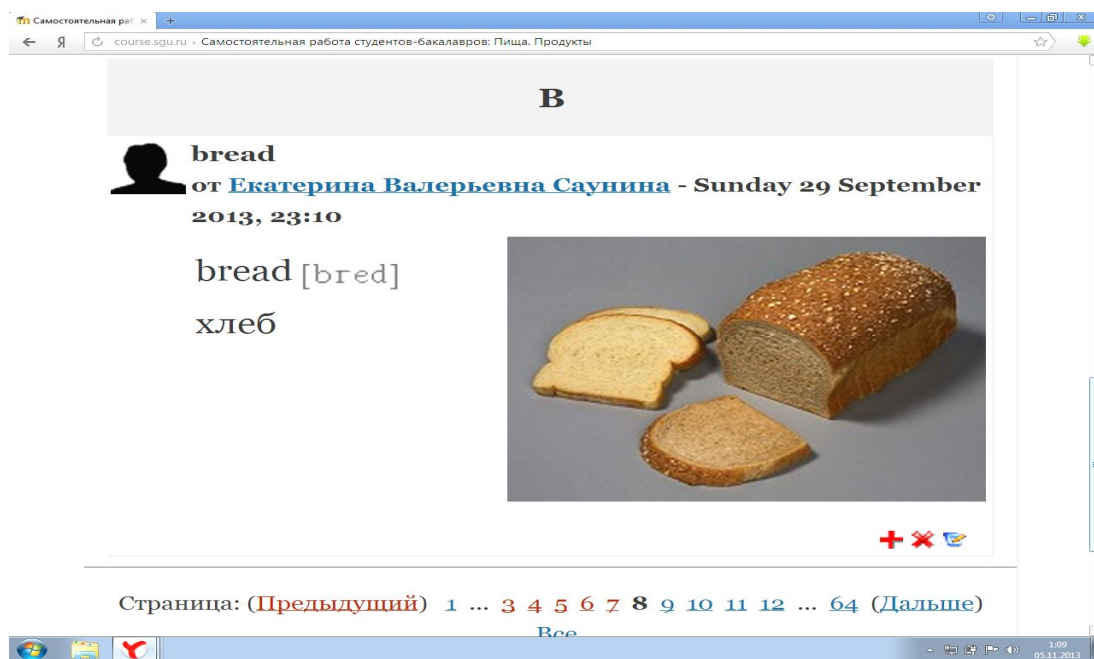 Самостоятельная раб
course.sgu.ru › Самостоятельная работа студентов-бакалавров: Пища. Продукты
B
bread
от Екатерина Валерьевна Саунина - Sunday 29 September
2013, 23:10
bread [bred]
хлеб
Страница: (Предыдущий) 1 ... 3 4 5 6 7 8 9 10 11 12 ... 64 (Дальше)
Все
1:09
05.11.2013